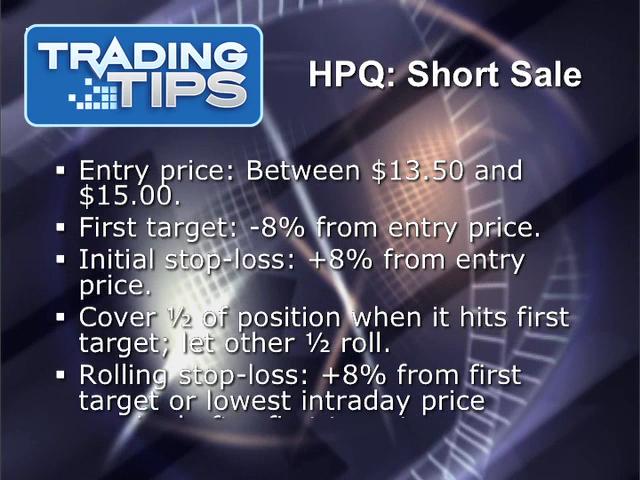 TRADING
TIPS
HPQ: Short Sale
▪ Entry price: Between $13.50 and
$15.00.
▪ First target: -8% from entry price.
▪ Initial stop-loss: +8% from entry
price.
▪ Cover ½ of position when it hits first
target; let other ½ roll.
▪ Rolling stop-loss: +8% from first
target or lowest intraday price